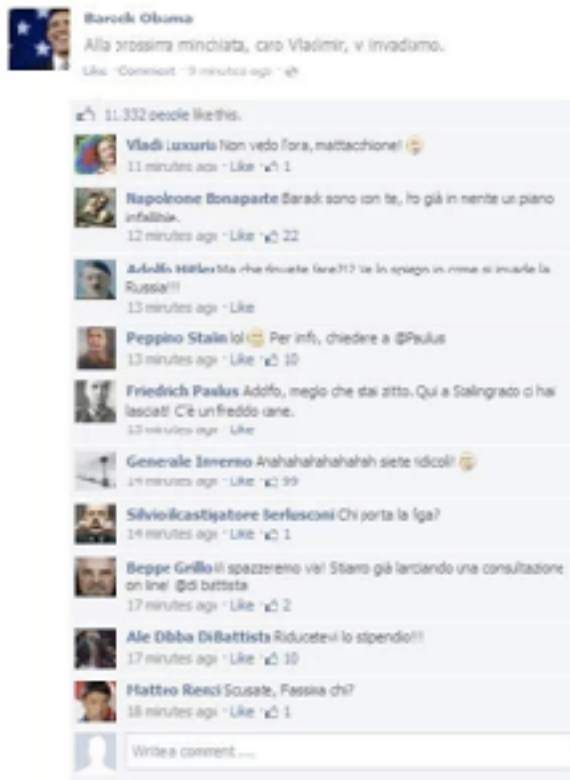 Barack Obama
Alla prossima minchiata, caro Vladimir, vi invadiamo.
Like · Comment · 9 minutes ago
11.332 people like this.
Vladi Luxuria Non vedo l'ora, mattacchione!
11 minutes ago · Like · 1
Napoleone Bonaparte Barack sono con te, ho già in mente un piano
infallibile.
12 minutes ago · Like · 22
Adolfo Hitler Ma che dovete fare?!? Ve lo spiego io come si invade la
Russia!!!
13 minutes ago · Like
Peppino Stalin lol Per info, chiedere a @Paulus
13 minutes ago · Like · 10
Friedrich Paulus Adolfo, meglio che stai zitto. Qui a Stalingrado ci hai
lasciati! C'è un freddo cane.
13 minutes ago · Like
Generale Inverno Ahahahahahahahah siete ridicoli!
14 minutes ago · Like · 99
Silvioilcastigatore Berlusconi Chi porta la figa?
14 minutes ago · Like · 1
Beppe Grillo Vi spazzeremo via! Stiamo già lanciando una consultazione
on line! @di battista
17 minutes ago · Like · 2
Ale Dibba DiBattista Riducetevi lo stipendio!!!
17 minutes ago · Like · 10
Matteo Renzi Scusate, Fassina chi?
18 minutes ago · Like · 1
Write a comment ....